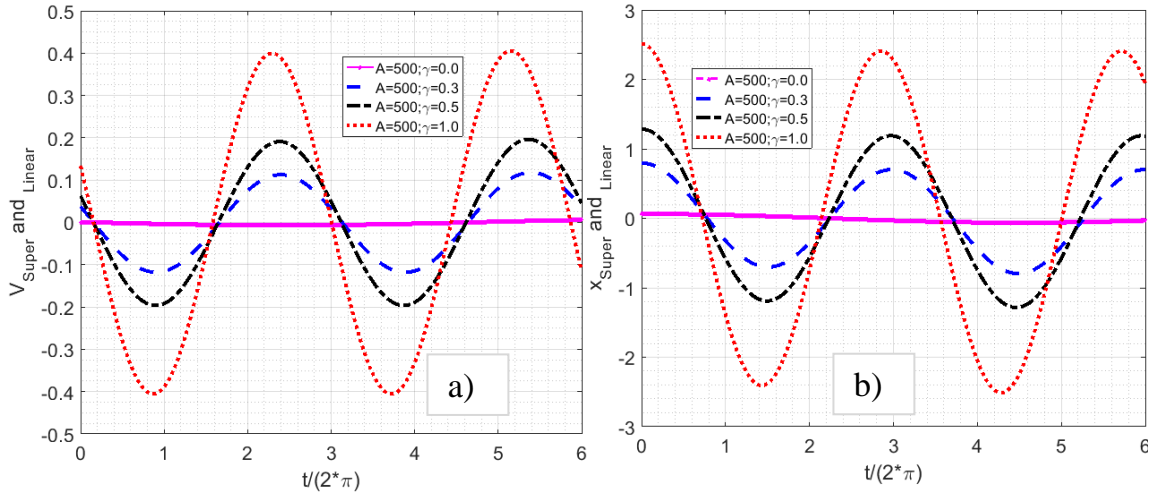 0.5
0.4
0.3
0.2
0.1
0
-0.1
-0.2
-0.3
-0.4
-0.5
V_Super and _Linear
A=500;γ=0.0
A=500;γ=0.3
A=500;γ=0.5
A=500;γ=1.0
a)
0 1 2 3 4 5 6
t/(2*π)
3
2
1
0
-1
-2
-3
x_Super and _Linear
A=500;γ=0.0
A=500;γ=0.3
A=500;γ=0.5
A=500;γ=1.0
b)
0 1 2 3 4 5 6
t/(2*π)